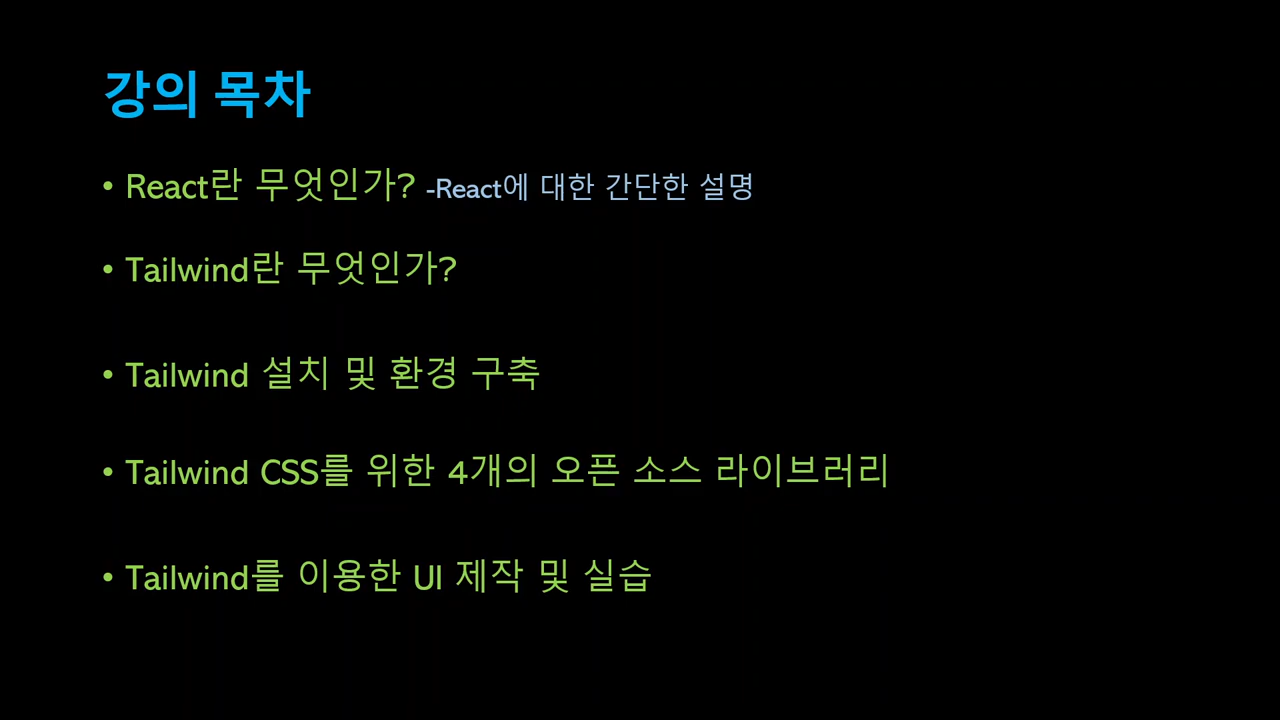 강의 목차
• React란 무엇인가? -React에 대한 간단한 설명
• Tailwind란 무엇인가?
• Tailwind 설치 및 환경 구축
• Tailwind CSS를 위한 4개의 오픈 소스 라이브러리
• Tailwind를 이용한 UI 제작 및 실습